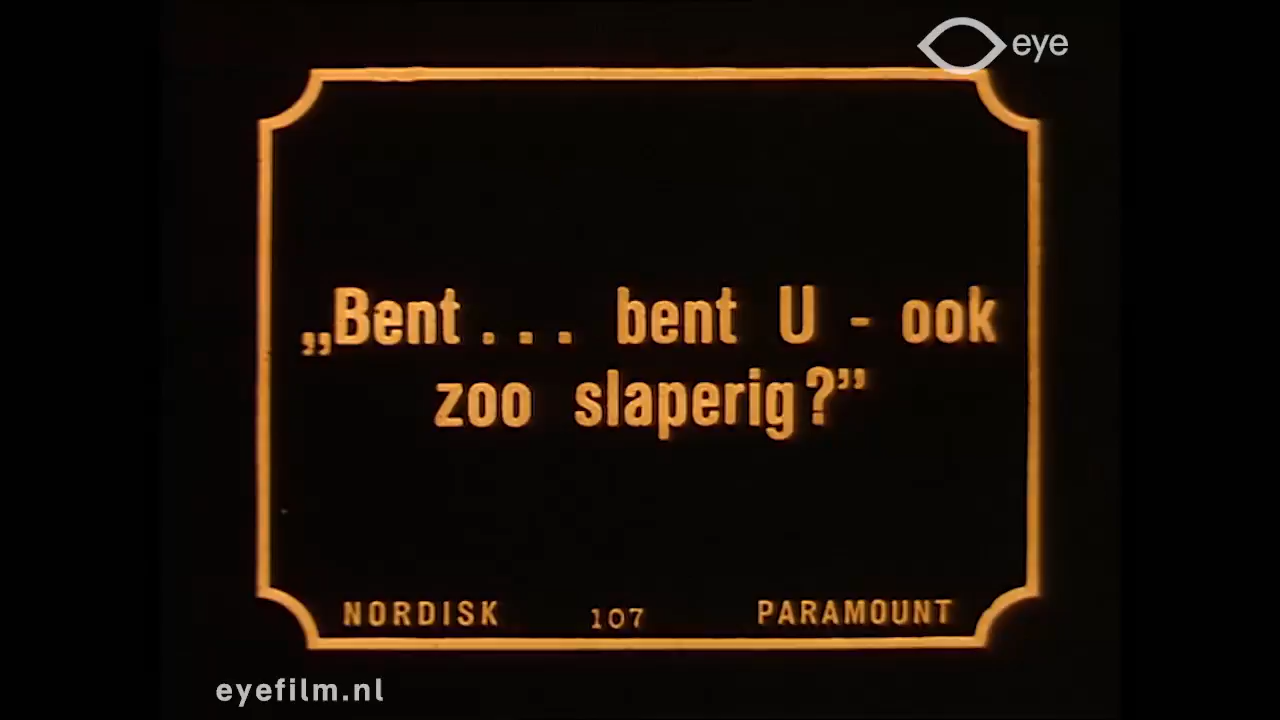 eye
„Bent... bent U - ook
zoo slaperig?”
NORDISK 107 PARAMOUNT
eyefilm.nl